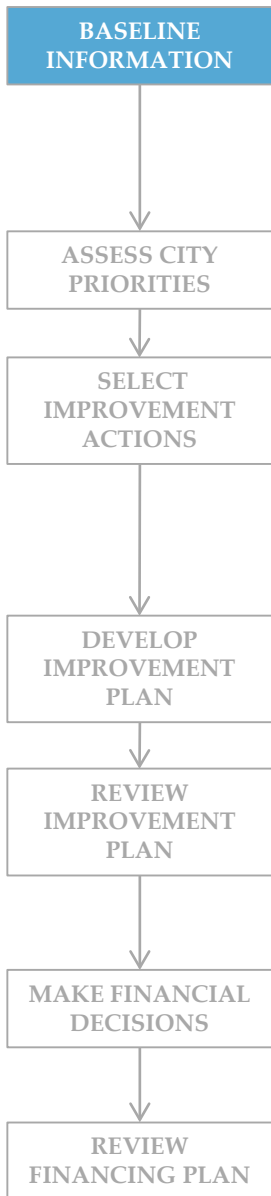 BASELINE
INFORMATION
ASSESS CITY
PRIORITIES
SELECT
IMPROVEMENT
ACTIONS
DEVELOP
IMPROVEMENT
PLAN
REVIEW
IMPROVEMENT
PLAN
MAKE FINANCIAL
DECISIONS
REVIEW
FINANCING PLAN